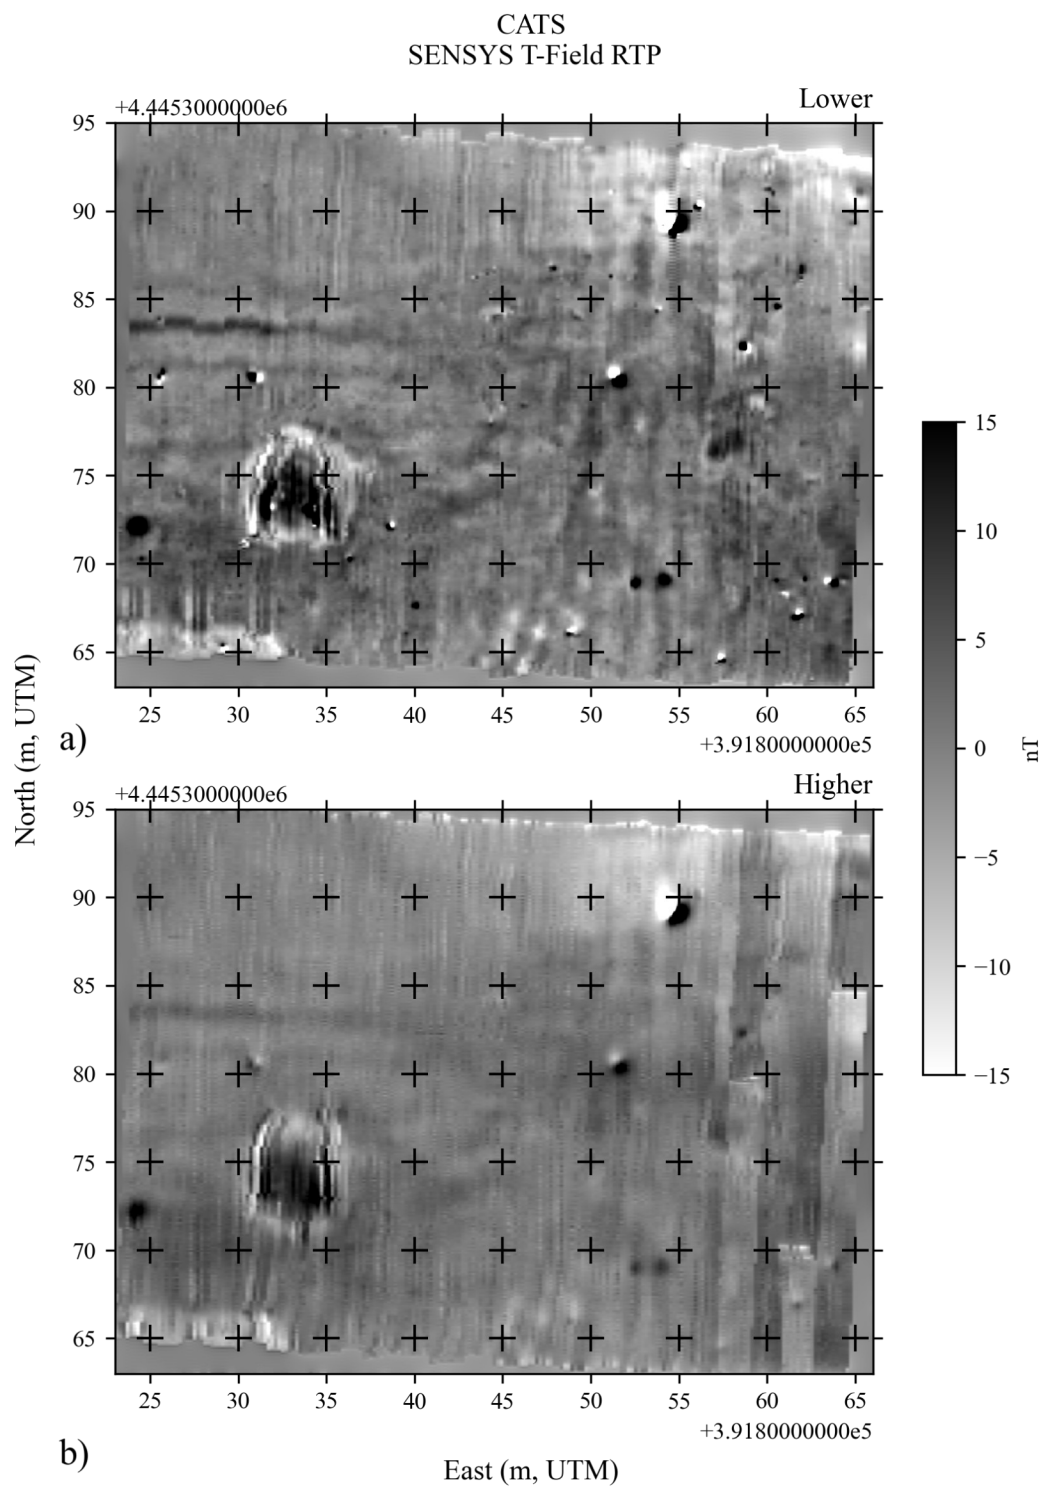 CATS
SENSYS T-Field RTP
+4.4453000000e6
Lower
95
90
85
80
75
70
65
25 30 35 40 45 50 55 60 65
a)
+3.9180000000e5
North (m, UTM)
+4.4453000000e6
Higher
95
90
85
80
75
70
65
25 30 35 40 45 50 55 60 65
+3.9180000000e5
b)
East (m, UTM)
15
10
5
0
−5
−10
−15
nT